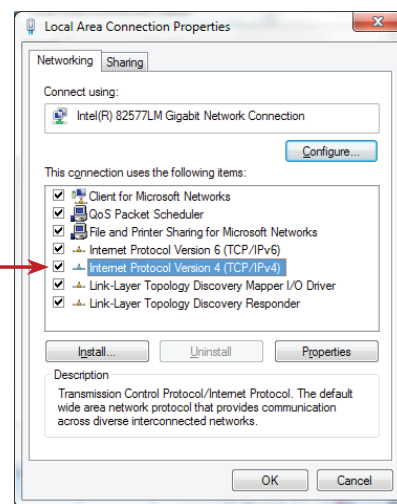 Local Area Connection Properties
Networking
Sharing
Connect using:
Intel(R) 82577LM Gigabit Network Connection
Configure...
This connection uses the following items:
Client for Microsoft Networks
QoS Packet Scheduler
File and Printer Sharing for Microsoft Networks
Internet Protocol Version 6 (TCP/IPv6)
Internet Protocol Version 4 (TCP/IPv4)
Link-Layer Topology Discovery Mapper I/O Driver
Link-Layer Topology Discovery Responder
Install...
Uninstall
Properties
Description
Transmission Control Protocol/Internet Protocol. The default
wide area network protocol that provides communication
across diverse interconnected networks.
OK
Cancel